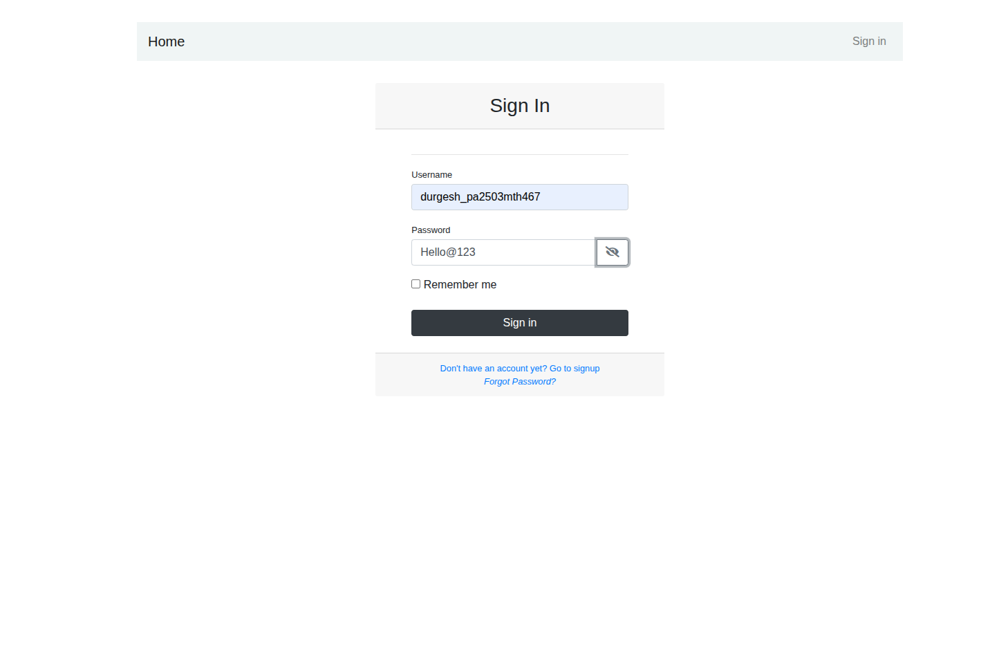 Home
Sign in
Sign In
Username
durgesh_pa2503mth467
Password
Hello@123
Remember me
Sign in
Don't have an account yet? Go to signup
Forgot Password?